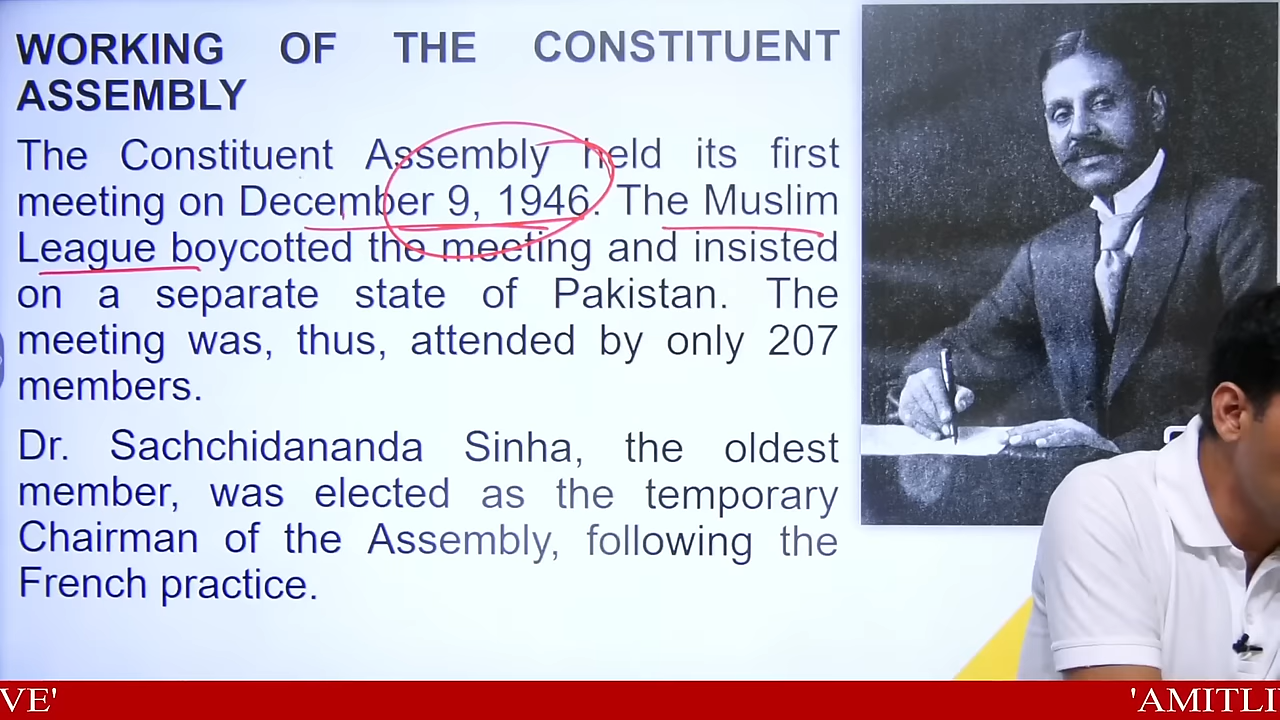 WORKING OF THE CONSTITUENT
ASSEMBLY
The Constituent Assembly held its first
meeting on December 9, 1946. The Muslim
League boycotted the meeting and insisted
on a separate state of Pakistan. The
meeting was, thus, attended by only 207
members.
Dr. Sachchidananda Sinha, the oldest
member, was elected as the temporary
Chairman of the Assembly, following the
French practice.
VE' 'AMITLI